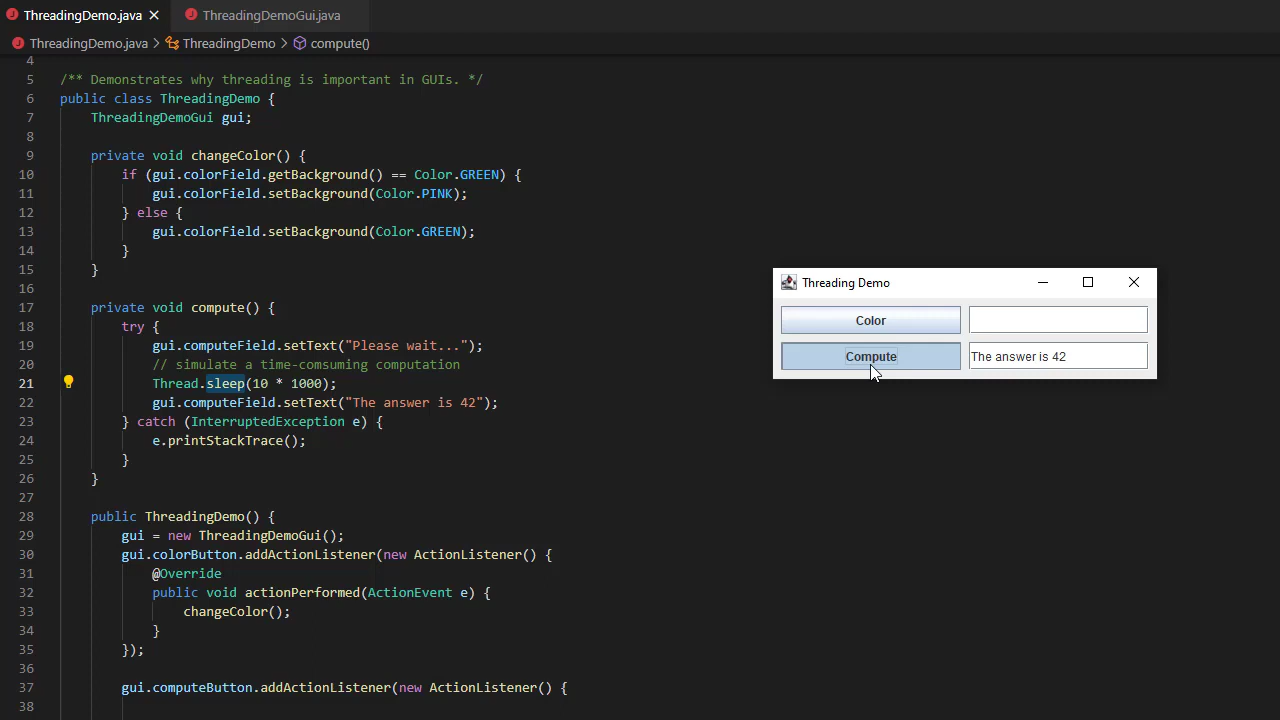 ThreadingDemo.java
ThreadingDemoGui.java
ThreadingDemo.java > ThreadingDemo > compute()
4
5 /** Demonstrates why threading is important in GUIs. */
6 public class ThreadingDemo {
7 ThreadingDemoGui gui;
8
9 private void changeColor() {
10 if (gui.colorField.getBackground() == Color.GREEN) {
11 gui.colorField.setBackground(Color.PINK);
12 } else {
13 gui.colorField.setBackground(Color.GREEN);
14 }
15 }
16
17 private void compute() {
18 try {
19 gui.computeField.setText("Please wait...");
20 // simulate a time-comsuming computation
21 Thread.sleep(10 * 1000);
22 gui.computeField.setText("The answer is 42");
23 } catch (InterruptedException e) {
24 e.printStackTrace();
25 }
26 }
27
28 public ThreadingDemo() {
29 gui = new ThreadingDemoGui();
30 gui.colorButton.addActionListener(new ActionListener() {
31 @Override
32 public void actionPerformed(ActionEvent e) {
33 changeColor();
34 }
35 });
36
37 gui.computeButton.addActionListener(new ActionListener() {
38
Threading Demo
Color
Compute
The answer is 42